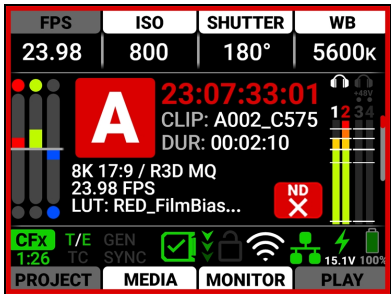 FPS ISO SHUTTER WB
23.98 800 180° 5600K
A
23:07:33:01
CLIP: A002_C575
DUR: 00:02:10
+48V
1 2 3 4
8K 17:9 / R3D MQ
23.98 FPS
LUT: RED_FilmBias...
ND
CFX T/E GEN
1:26 TC SYNC
15.1V 100%
PROJECT MEDIA MONITOR PLAY